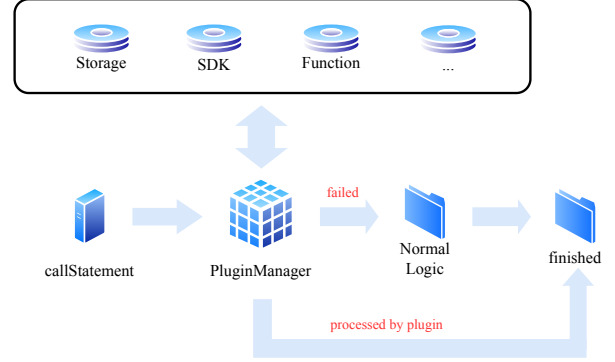 Storage
SDK
Function
...
failed
callStatement
PluginManager
Normal
Logic
finished
processed by plugin